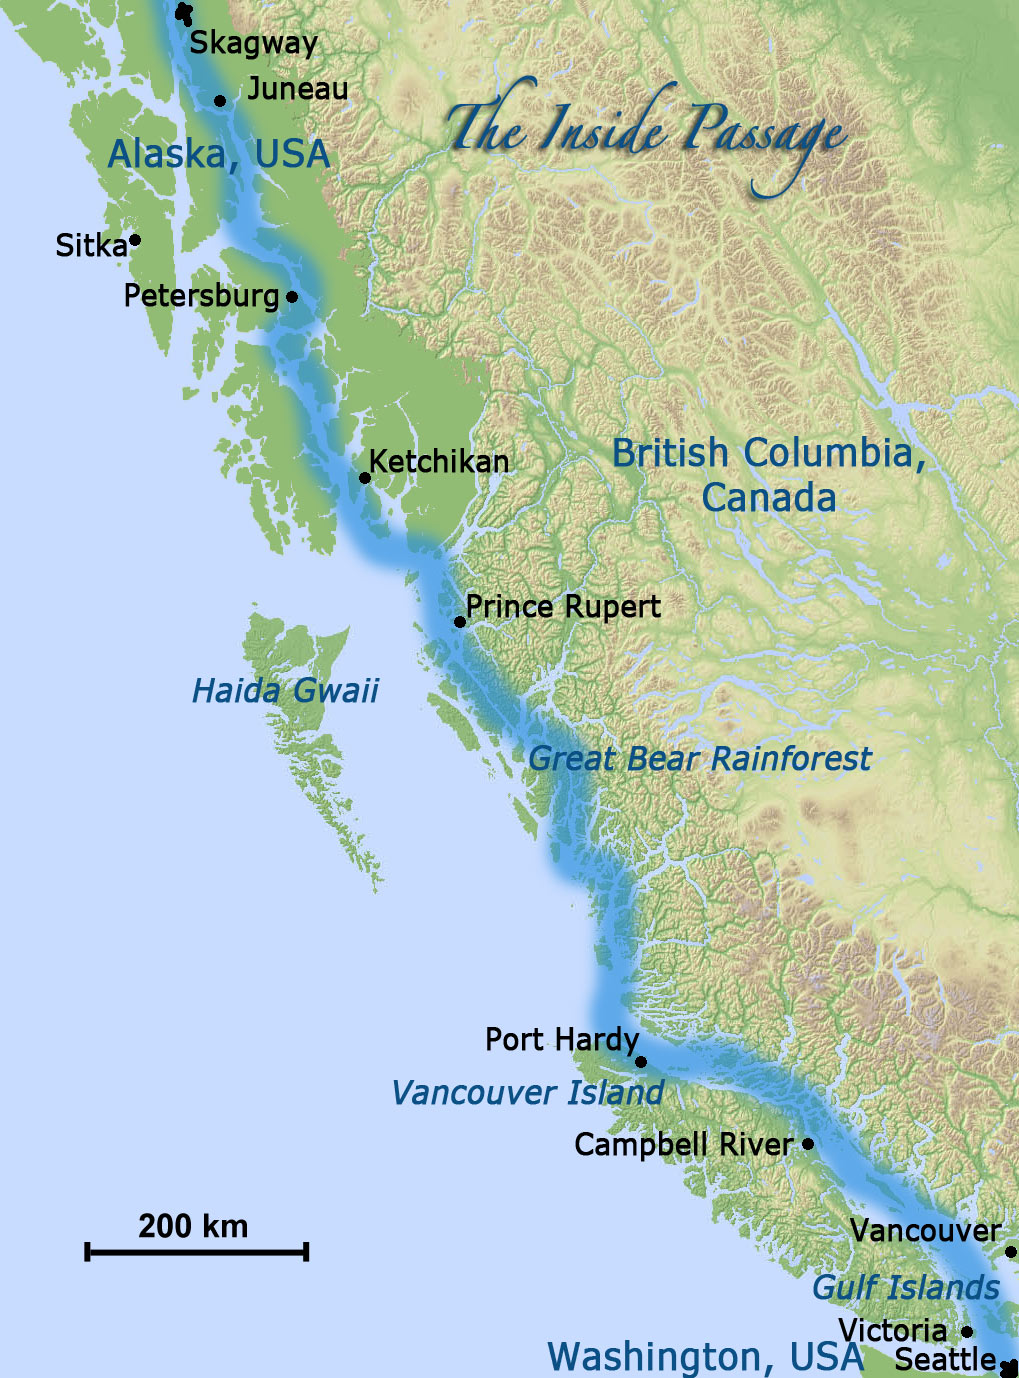 Skagway
Juneau
The Inside Passage
Alaska, USA
Sitka
Petersburg
British Columbia,
Canada
Ketchikan
Prince Rupert
Haida Gwaii
Great Bear Rainforest
Port Hardy
Vancouver Island
Campbell River
200 km
Vancouver
Gulf Islands
Victoria
Washington, USA
Seattle